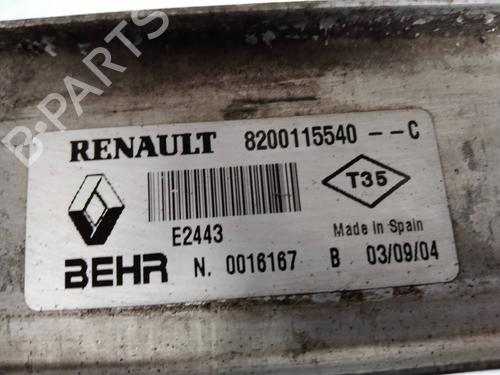 RENAULT 8200115540 --C
T35
E2443
Made in Spain
BEHR N. 0016167 B 03/09/04
B-PARTS